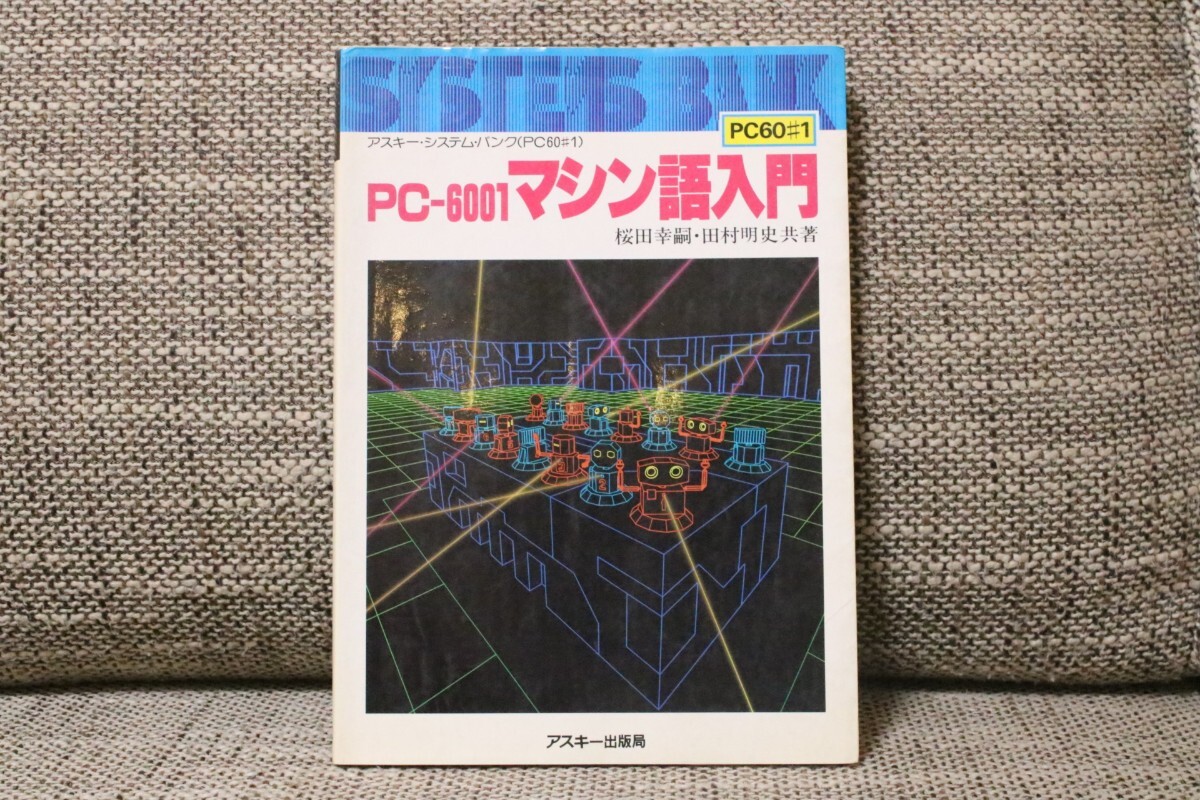 SYSTEMS BANK
PC60#1
アスキー・システム・バンク(PC60#1)
PC-6001マシン語入門
桜田幸嗣・田村明史共著
アスキー出版局